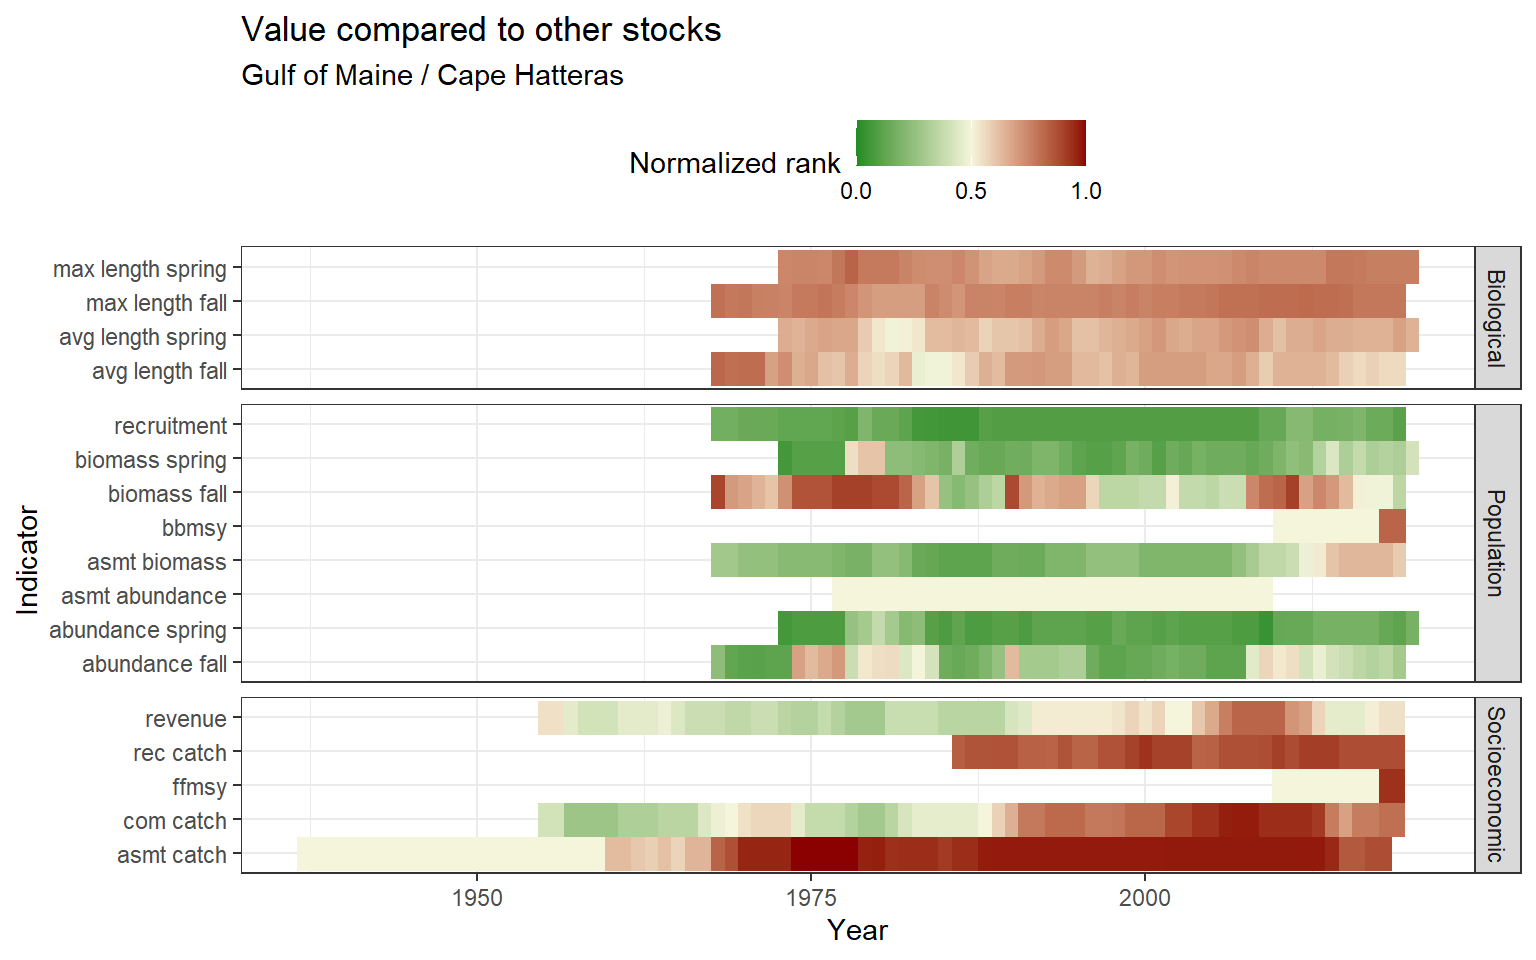 Value compared to other stocks
Gulf of Maine / Cape Hatteras
Normalized rank
0.0 0.5 1.0
max length spring
max length fall
avg length spring
avg length fall
Biological
recruitment
biomass spring
biomass fall
bbmsy
asmt biomass
asmt abundance
abundance spring
abundance fall
Population
Indicator
revenue
rec catch
ffmsy
com catch
asmt catch
Socioeconomic
1950 1975 2000
Year